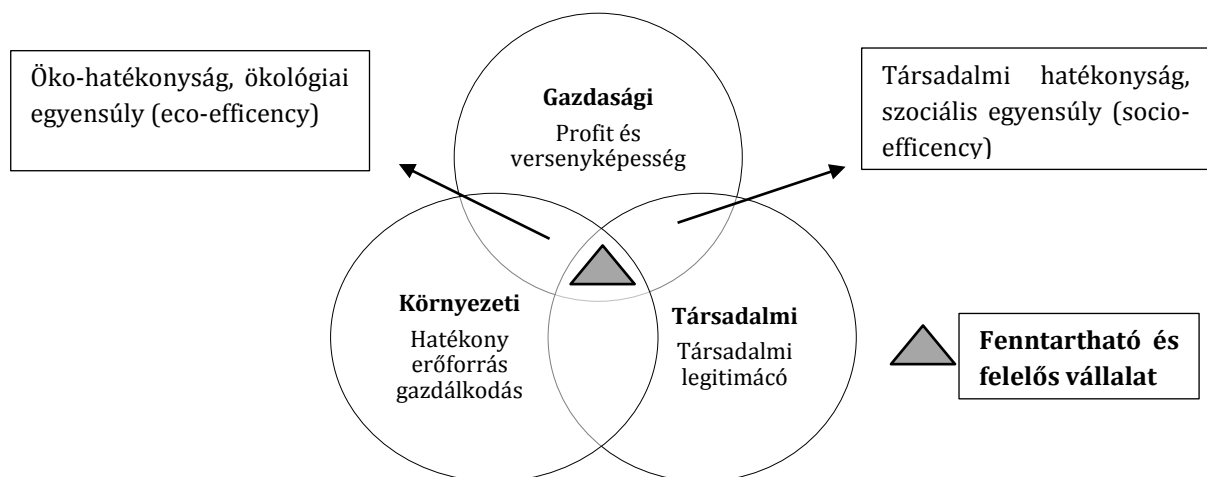 Öko-hatékonyság, ökológiai
egyensúly (eco-efficency)
Gazdasági
Profit és
versenyképesség
Társadalmi hatékonyság,
szociális egyensúly (socio-
efficency)
Környezeti
Hatékony
erőforrás
gazdálkodás
Társadalmi
Társadalmi
legitimácó
Fenntartható és
felelős vállalat